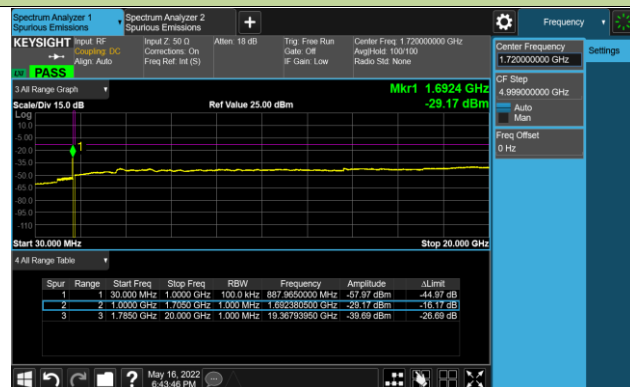 Spectrum Analyzer 1
Spurious Emissions
Spectrum Analyzer 2
Spurious Emissions
+
Frequency
KEYSIGHT
Input: RF
Coupling: DC
Align: Auto
Input Z: 50 Ω
Corrections: On
Freq Ref: Int (S)
Atten: 18 dB
Trig: Free Run
Gate: Off
IF Gain: Low
Center Freq: 1.720000000 GHz
Avg|Hold: 100/100
Radio Std: None
PASS
Center Frequency
1.720000000 GHz
Settings
CF Step
4.999000000 GHz
Auto
Man
Freq Offset
0 Hz
3 All Range Graph
Mkr1 1.6924 GHz
Scale/Div 15.0 dB
Ref Value 25.00 dBm
-29.17 dBm
Log
10.0
-5.00
-20.0
-35.0
-50.0
-65.0
-80.0
-95.0
-110
1
Start 30.000 MHz
Stop 20.000 GHz
4 All Range Table
Spur Range Start Freq Stop Freq RBW Frequency Amplitude ΔLimit
1 1 30.000 MHz 1.0000 GHz 100.0 kHz 887.9650000 MHz -57.97 dBm -44.97 dB
2 2 1.0000 GHz 1.7050 GHz 1.000 MHz 1.692380500 GHz -29.17 dBm -16.17 dB
3 3 1.7850 GHz 20.000 GHz 1.000 MHz 19.36793950 GHz -39.69 dBm -26.69 dB
?
May 16, 2022
6:43:46 PM